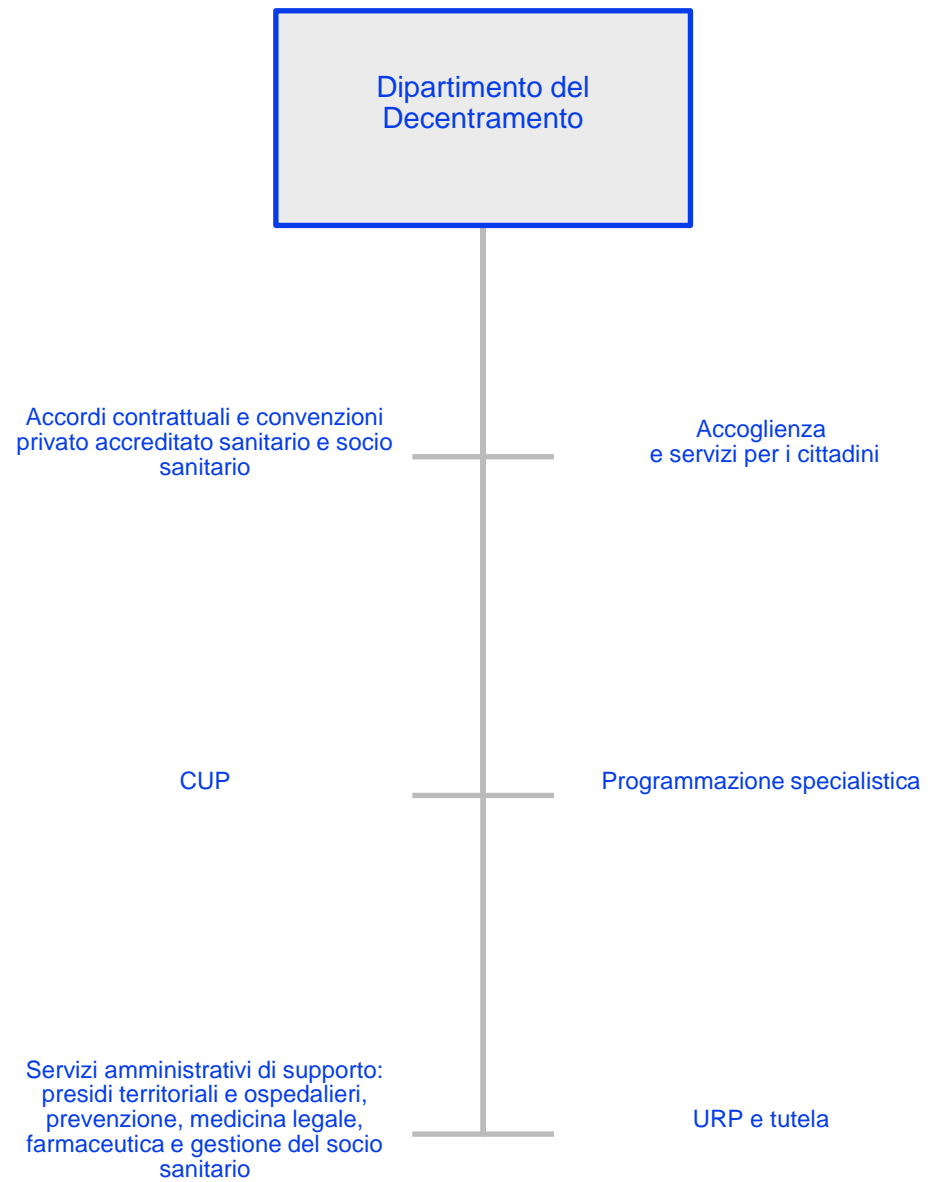 Dipartimento del
Decentramento
Accordi contrattuali e convenzioni
privato accreditato sanitario e socio
sanitario
Accoglienza
e servizi per i cittadini
CUP
Programmazione specialistica
Servizi amministrativi di supporto:
presidi territoriali e ospedalieri,
prevenzione, medicina legale,
farmaceutica e gestione del socio
sanitario
URP e tutela